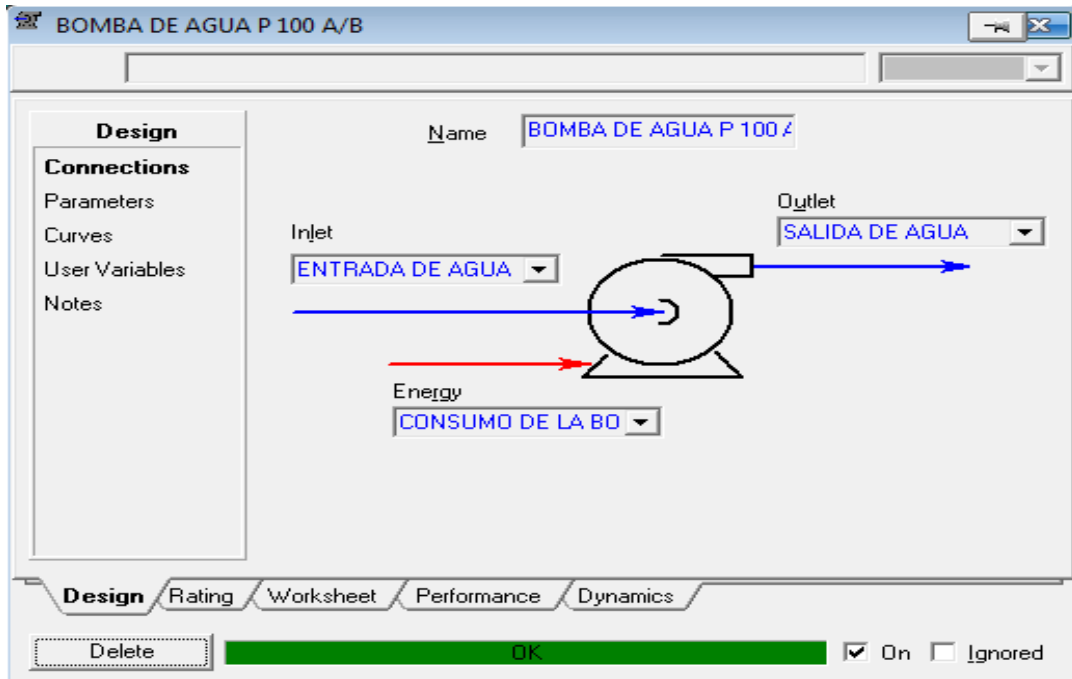 BOMBA DE AGUA P 100 A/B
Design
Connections
Parameters
Curves
User Variables
Notes
Name BOMBA DE AGUA P 100 A
Inlet
ENTRADA DE AGUA
Outlet
SALIDA DE AGUA
Energy
CONSUMO DE LA BO
Design Rating Worksheet Performance Dynamics
Delete OK On Ignored